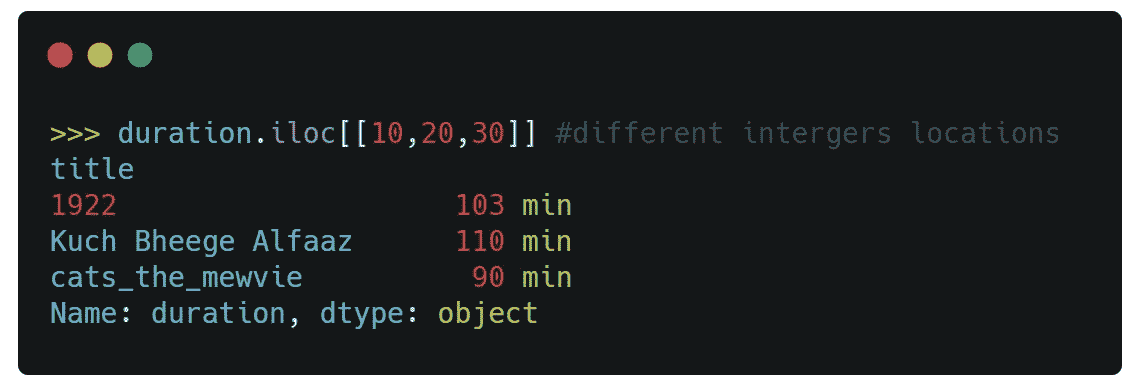 >>> duration.iloc[[10,20,30]] #different intergers locations
title
1922                    103 min
Kuch Bheege Alfaaz      110 min
cats_the_mewvie          90 min
Name: duration, dtype: object